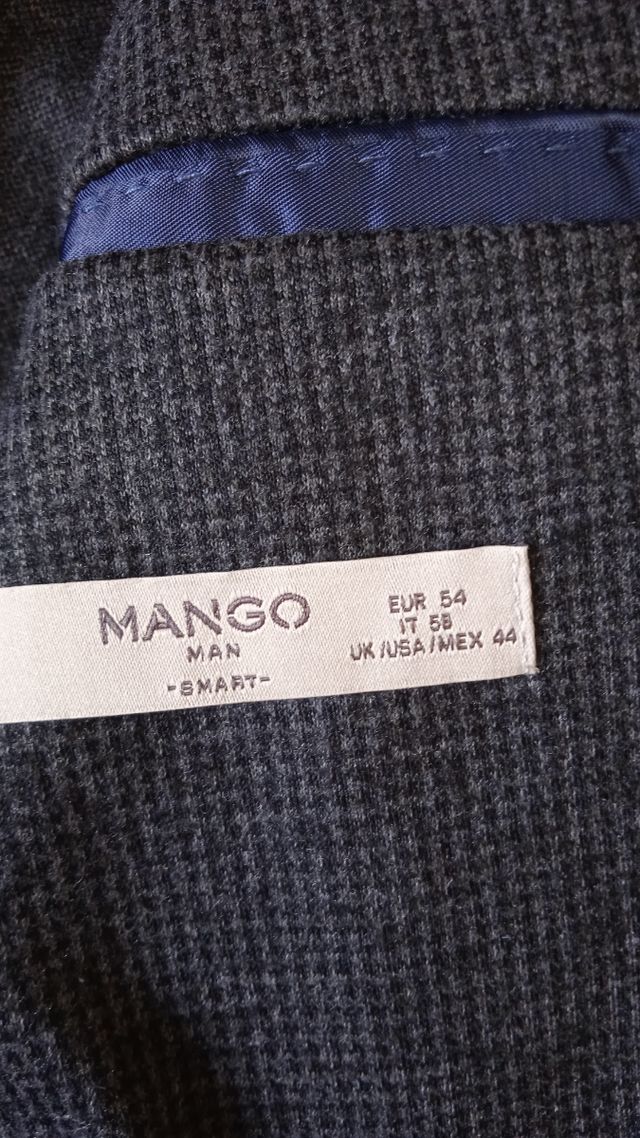 MANGO
MAN
-SMART-
EUR 54
IT 58
UK/USA/MEX 44